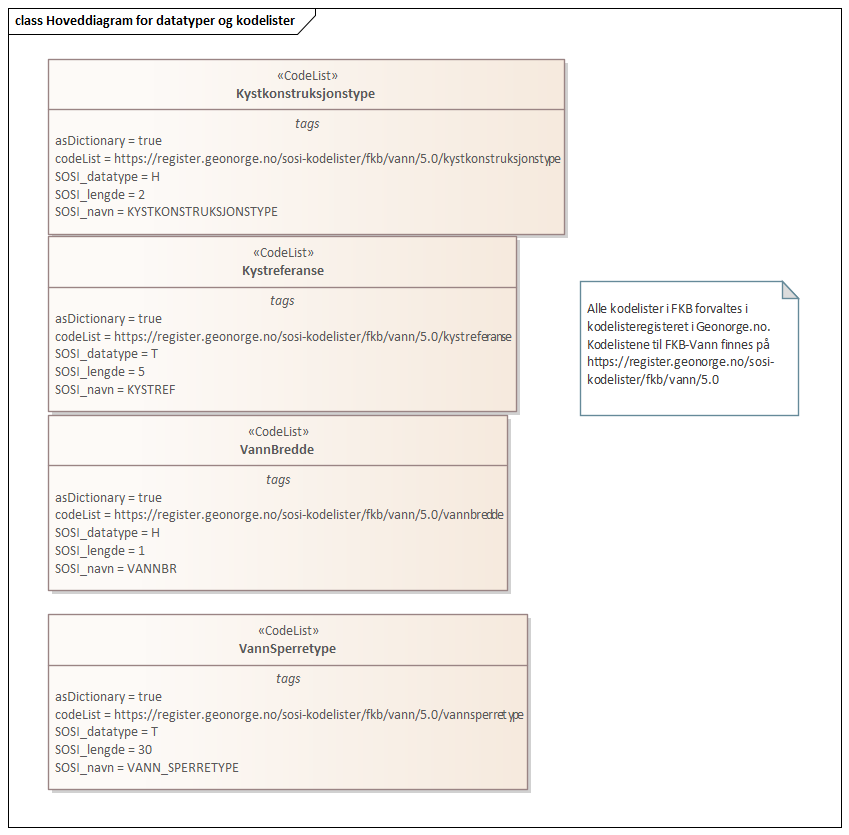 class Hoveddiagram for datatyper og kodelister
«CodeList»
Kystkonstruksjonstype
tags
asDictionary = true
codeList = https://register.geonorge.no/sosi-kodelister/fkb/vann/5.0/kystkonstruksjonstype
SOSI_datatype = H
SOSI_lengde = 2
SOSI_navn = KYSTKONSTRUKSJONSTYPE
«CodeList»
Kystreferanse
tags
asDictionary = true
codeList = https://register.geonorge.no/sosi-kodelister/fkb/vann/5.0/kystreferanse
SOSI_datatype = T
SOSI_lengde = 5
SOSI_navn = KYSTREF
Alle kodelister i FKB forvaltes i
kodelisteregisteret i Geonorge.no.
Kodelistene til FKB-Vann finnes på
https://register.geonorge.no/sosi-
kodelister/fkb/vann/5.0
«CodeList»
VannBredde
tags
asDictionary = true
codeList = https://register.geonorge.no/sosi-kodelister/fkb/vann/5.0/vannbredde
SOSI_datatype = H
SOSI_lengde = 1
SOSI_navn = VANNBR
«CodeList»
VannSperretype
tags
asDictionary = true
codeList = https://register.geonorge.no/sosi-kodelister/fkb/vann/5.0/vannsperretype
SOSI_datatype = T
SOSI_lengde = 30
SOSI_navn = VANN_SPERRETYPE